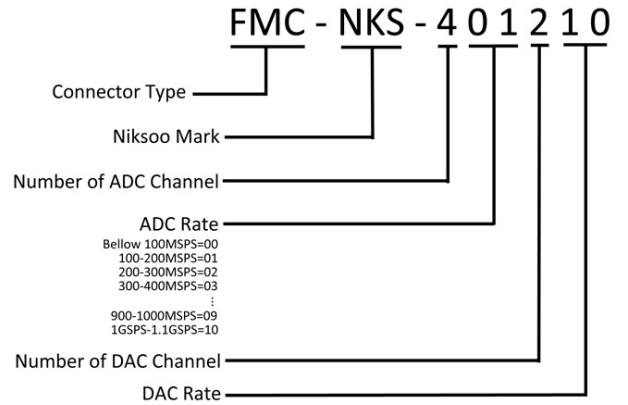 FMC - NKS - 4 0 1 2 1 0
Connector Type
Niksoo Mark
Number of ADC Channel
ADC Rate
Bellow 100MSPS=00
100-200MSPS=01
200-300MSPS=02
300-400MSPS=03
⋮
900-1000MSPS=09
1GSPS-1.1GSPS=10
Number of DAC Channel
DAC Rate